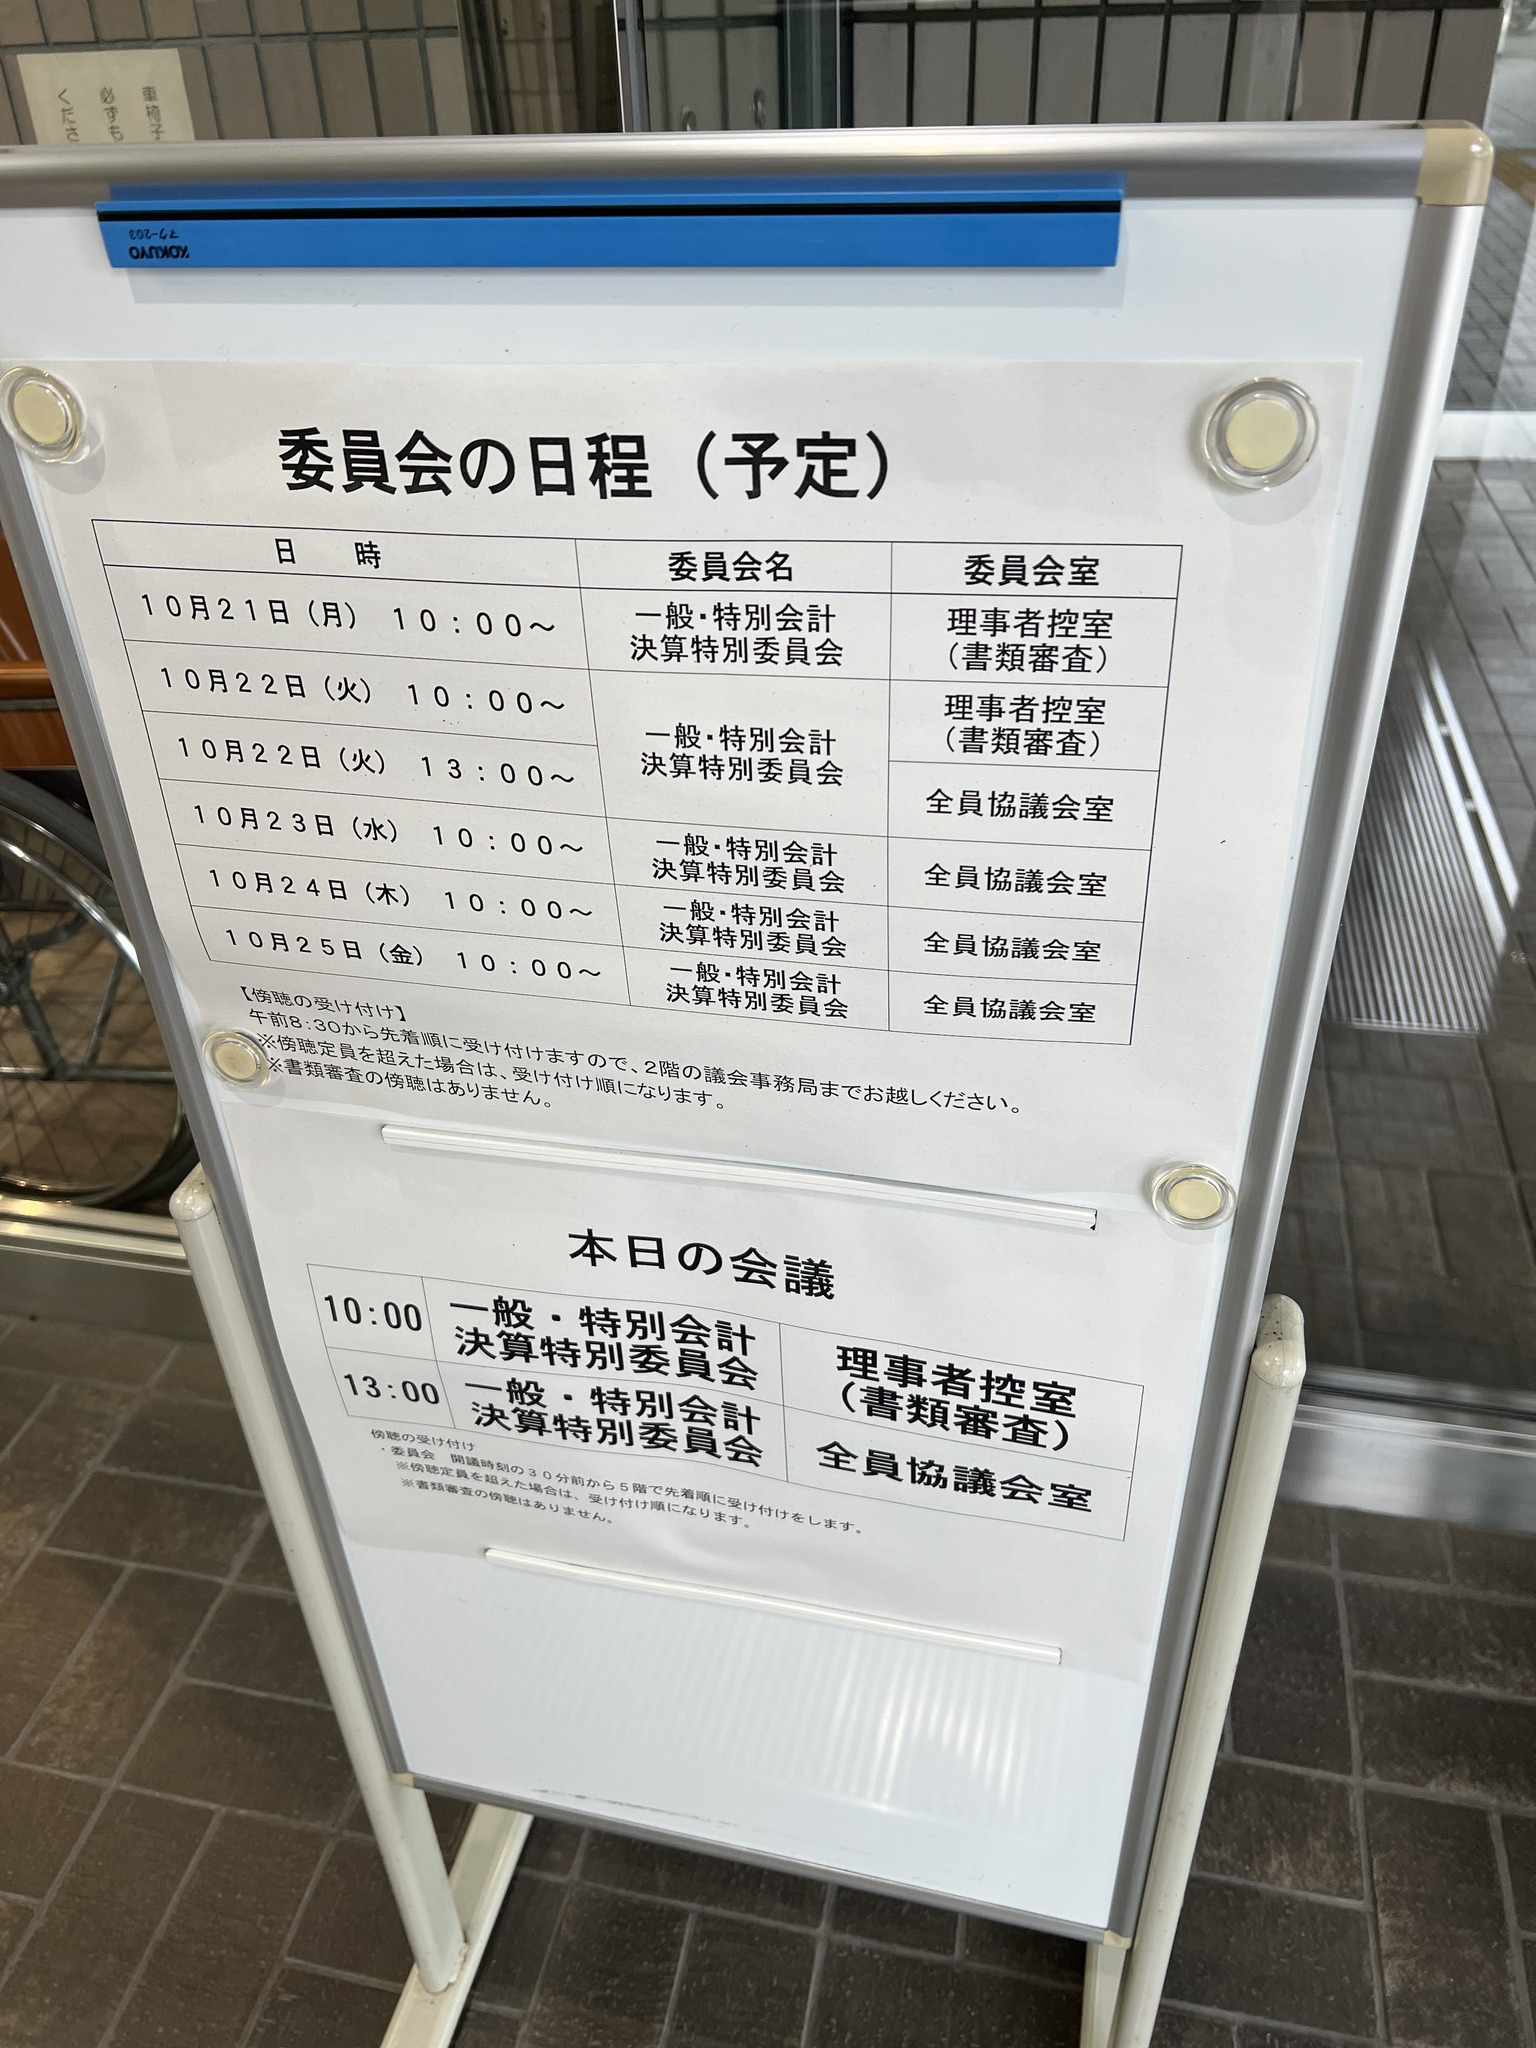 車椅子
必ずも
くださ
KOKUYO
マク-203
委員会の日程（予定）
日　時　委員会名　委員会室
10月21日（月） 10：00～　一般・特別会計　理事者控室
決算特別委員会　（書類審査）
10月22日（火） 10：00～　理事者控室
（書類審査）
一般・特別会計
決算特別委員会
10月22日（火） 13：00～　全員協議会室
10月23日（水） 10：00～　一般・特別会計　全員協議会室
決算特別委員会
10月24日（木） 10：00～　一般・特別会計　全員協議会室
決算特別委員会
10月25日（金） 10：00～　一般・特別会計　全員協議会室
決算特別委員会
【傍聴の受け付け】
午前8：30から先着順に受け付けますので、2階の議会事務局までお越しください。
※傍聴定員を超えた場合は、受け付け順になります。
※書類審査の傍聴はありません。
本日の会議
10:00　一般・特別会計　理事者控室
決算特別委員会　（書類審査）
13:00　一般・特別会計　全員協議会室
決算特別委員会
傍聴の受け付け
・委員会　開議時刻の30分前から5階で先着順に受け付けをします。
※傍聴定員を超えた場合は、受け付け順になります。
※書類審査の傍聴はありません。